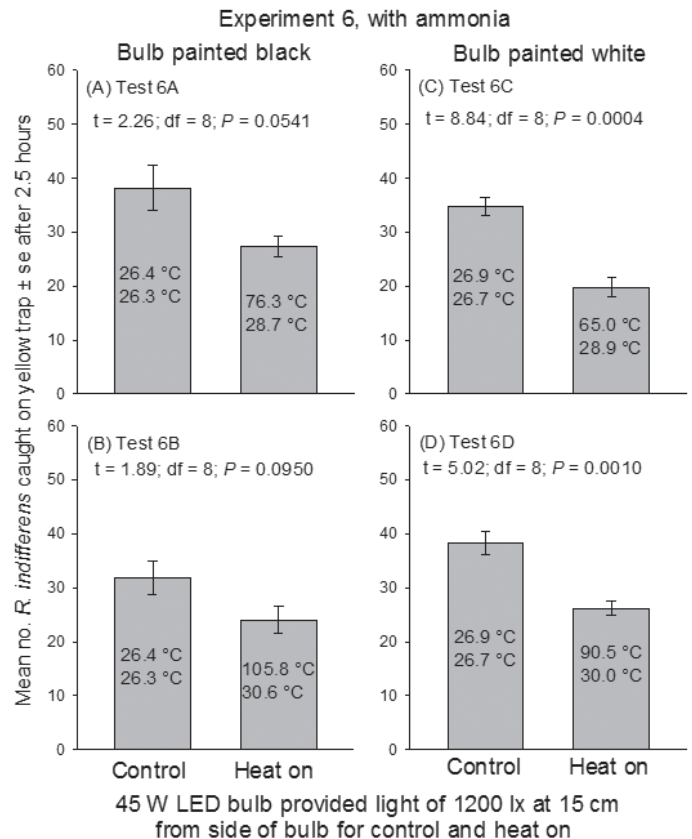 Experiment 6, with ammonia
Bulb painted black
Bulb painted white
Mean no. R. indifferens caught on yellow trap ± se after 2.5 hours
60
50
40
30
20
10
0
(A) Test 6A
t = 2.26; df = 8; P = 0.0541
26.4 °C
26.3 °C
76.3 °C
28.7 °C
60
50
40
30
20
10
0
(C) Test 6C
t = 8.84; df = 8; P = 0.0004
26.9 °C
26.7 °C
65.0 °C
28.9 °C
60
50
40
30
20
10
0
(B) Test 6B
t = 1.89; df = 8; P = 0.0950
26.4 °C
26.3 °C
105.8 °C
30.6 °C
Control
Heat on
60
50
40
30
20
10
0
(D) Test 6D
t = 5.02; df = 8; P = 0.0010
26.9 °C
26.7 °C
90.5 °C
30.0 °C
Control
Heat on
45 W LED bulb provided light of 1200 lx at 15 cm
from side of bulb for control and heat on